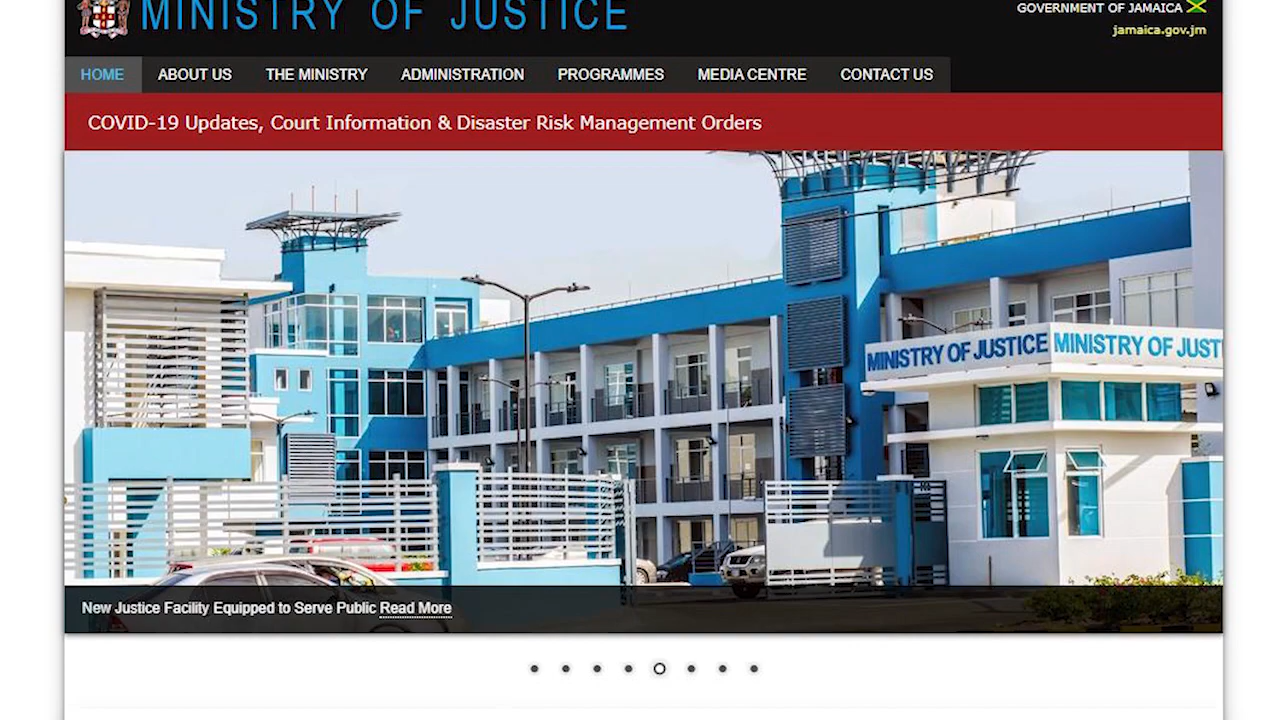 MINISTRY OF JUSTICE
GOVERNMENT OF JAMAICA
jamaica.gov.jm
HOME ABOUT US THE MINISTRY ADMINISTRATION PROGRAMMES MEDIA CENTRE CONTACT US
COVID-19 Updates, Court Information & Disaster Risk Management Orders
MINISTRY OF JUSTICE MINISTRY OF JUST
New Justice Facility Equipped to Serve Public Read More